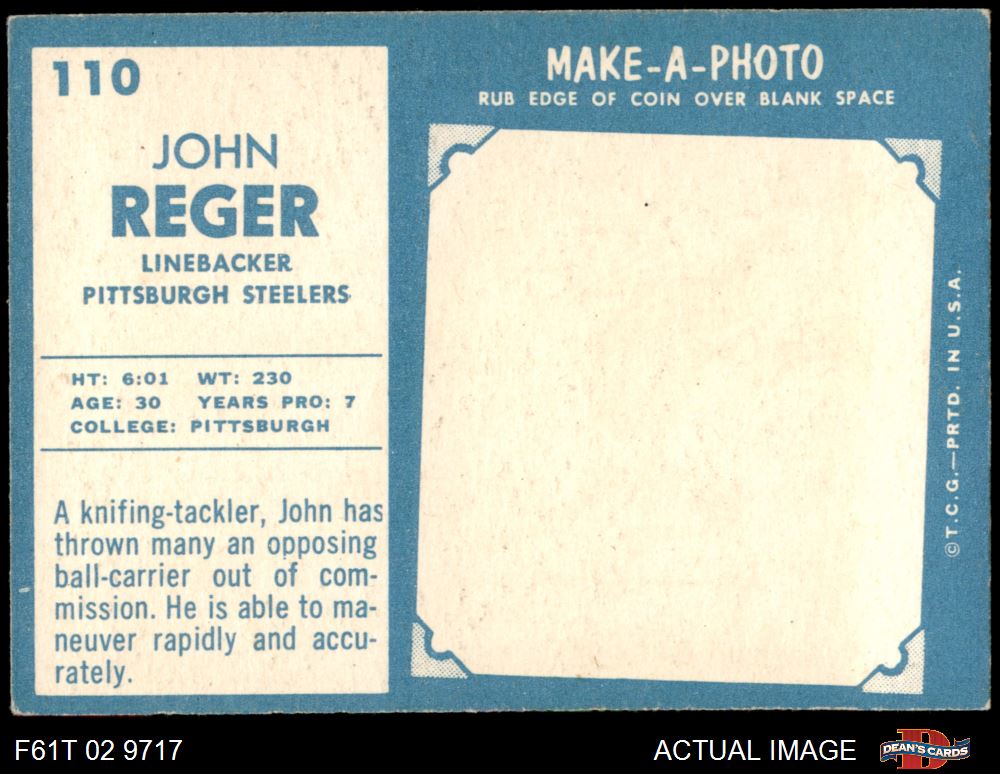 110
JOHN
REGER
LINEBACKER
PITTSBURGH STEELERS
HT: 6:01 WT: 230
AGE: 30 YEARS PRO: 7
COLLEGE: PITTSBURGH
A knifing-tackler, John has
thrown many an opposing
ball-carrier out of com-
mission. He is able to ma-
neuver rapidly and accu-
rately.
MAKE-A-PHOTO
RUB EDGE OF COIN OVER BLANK SPACE
©T.C.G.—PRTD. IN U.S.A.
F61T 02 9717
ACTUAL IMAGE
DEAN'S CARDS